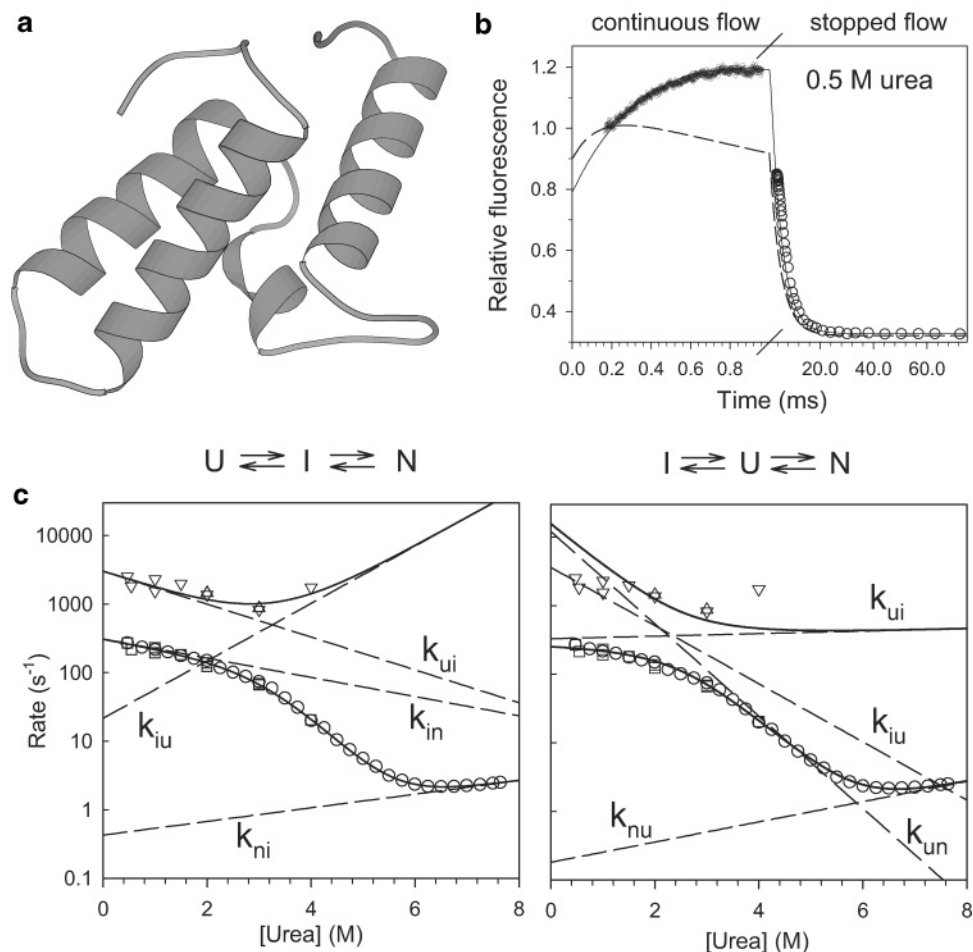 a
b
continuous flow stopped flow
0.5 M urea
Relative fluorescence
1.2
1.0
0.8
0.6
0.4
0.0 0.2 0.4 0.6 0.8 20.0 40.0 60.0
Time (ms)
U ⇌ I ⇌ N
I ⇌ U ⇌ N
c
Rate (s⁻¹)
10000
1000
100
10
1
0.1
k_ui
k_in
k_iu
k_ni
0 2 4 6 8
[Urea] (M)
k_ui
k_iu
k_nu
k_un
0 2 4 6 8
[Urea] (M)